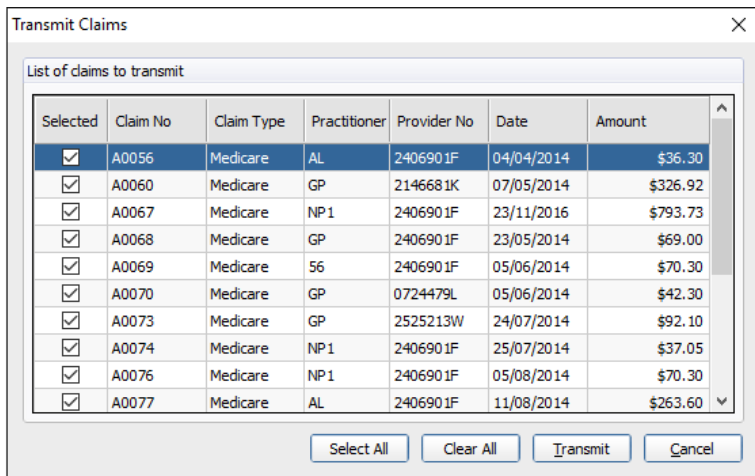 Transmit Claims
List of claims to transmit
Selected Claim No Claim Type Practitioner Provider No Date Amount
A0056 Medicare AL 2406901F 04/04/2014 $36.30
A0060 Medicare GP 2146681K 07/05/2014 $326.92
A0067 Medicare NP1 2406901F 23/11/2016 $793.73
A0068 Medicare GP 2406901F 23/05/2014 $69.00
A0069 Medicare 56 2406901F 05/06/2014 $70.30
A0070 Medicare GP 0724479L 05/06/2014 $42.30
A0073 Medicare GP 2525213W 24/07/2014 $92.10
A0074 Medicare NP1 2406901F 25/07/2014 $37.05
A0076 Medicare NP1 2406901F 05/08/2014 $70.30
A0077 Medicare AL 2406901F 11/08/2014 $263.60
Select All Clear All Transmit Cancel